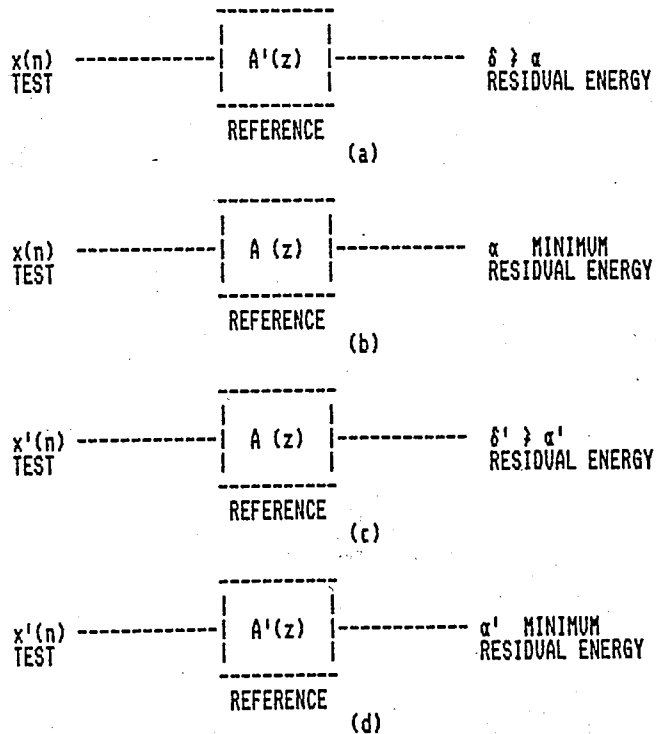 x(n) A'(z) δ ≥ α
TEST RESIDUAL ENERGY
REFERENCE
(a)
x(n) A (z) α MINIMUM
TEST RESIDUAL ENERGY
REFERENCE
(b)
x'(n) A (z) δ' ≥ α'
TEST RESIDUAL ENERGY
REFERENCE
(c)
x'(n) A'(z) α' MINIMUM
TEST RESIDUAL ENERGY
REFERENCE
(d)